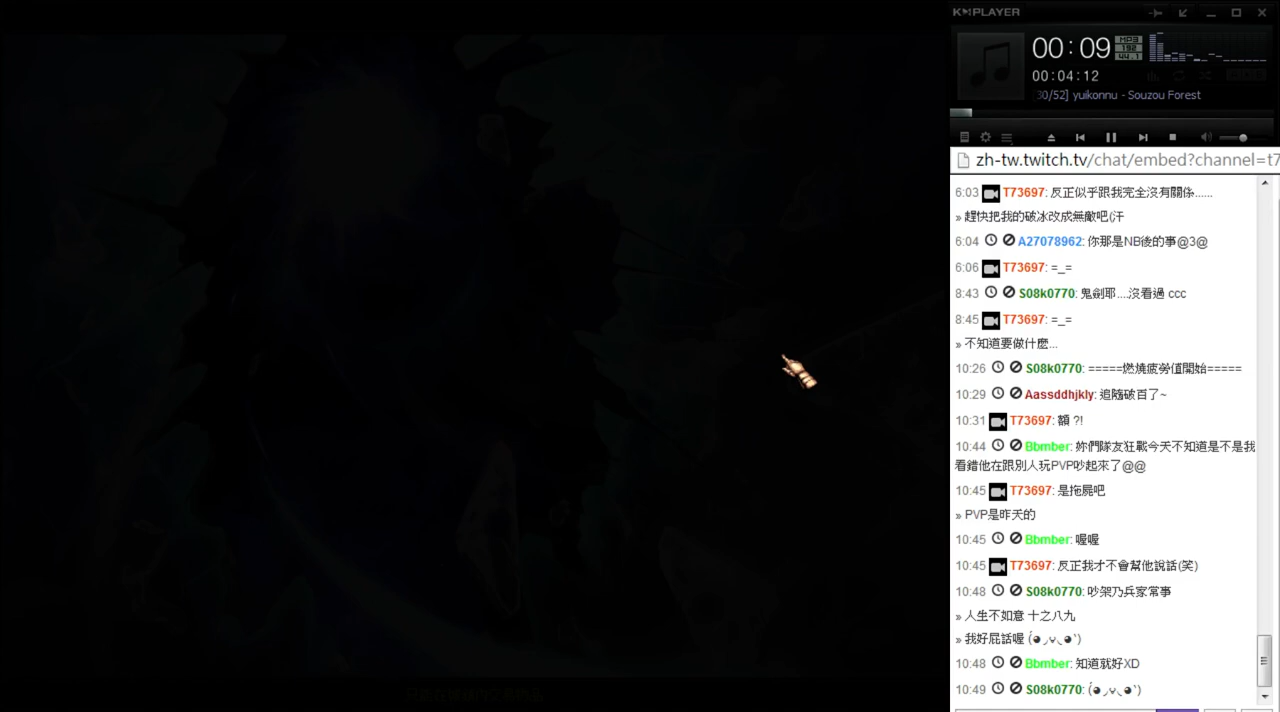 KMPLAYER
00:09
MP3
192
44.1
00:04:12
30/52] yuikonnu - Souzou Forest
zh-tw.twitch.tv/chat/embed?channel=t7
6:03 T73697: 反正似乎跟我完全沒有關係......
» 趕快把我的破冰改成無敵吧(汗
6:04 A27078962: 你那是NB後的事@3@
6:06 T73697: =_=
8:43 S08k0770: 鬼劍耶....沒看過 ccc
8:45 T73697: =_=
» 不知道要做什麼...
10:26 S08k0770: =====燃燒疲勞值開始=====
10:29 Aassddhjkly: 追隨破百了~
10:31 T73697: 額 ?!
10:44 Bbmber: 妳們隊友狂戰今天不知道是不是我
看錯他在跟別人玩PVP吵起來了@@
10:45 T73697: 是拖屍吧
» PVP是昨天的
10:45 Bbmber: 喔喔
10:45 T73697: 反正我才不會幫他說話(笑)
10:48 S08k0770: 吵架乃兵家常事
» 人生不如意 十之八九
» 我好屁話喔 (́◕◞౪◟◕‵)
10:48 Bbmber: 知道就好XD
10:49 S08k0770: (́◕◞౪◟◕‵)